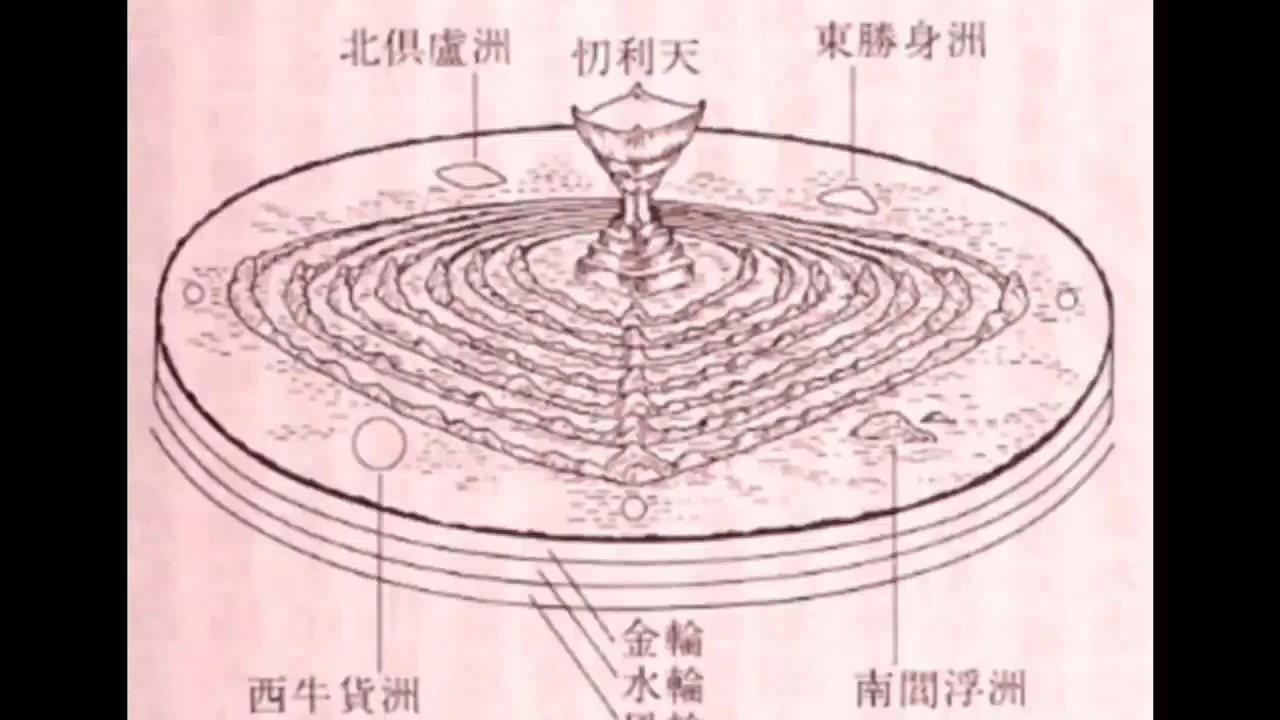 北俱盧洲
忉利天
東勝身洲
金輪
水輪
西牛貨洲
南閻浮洲